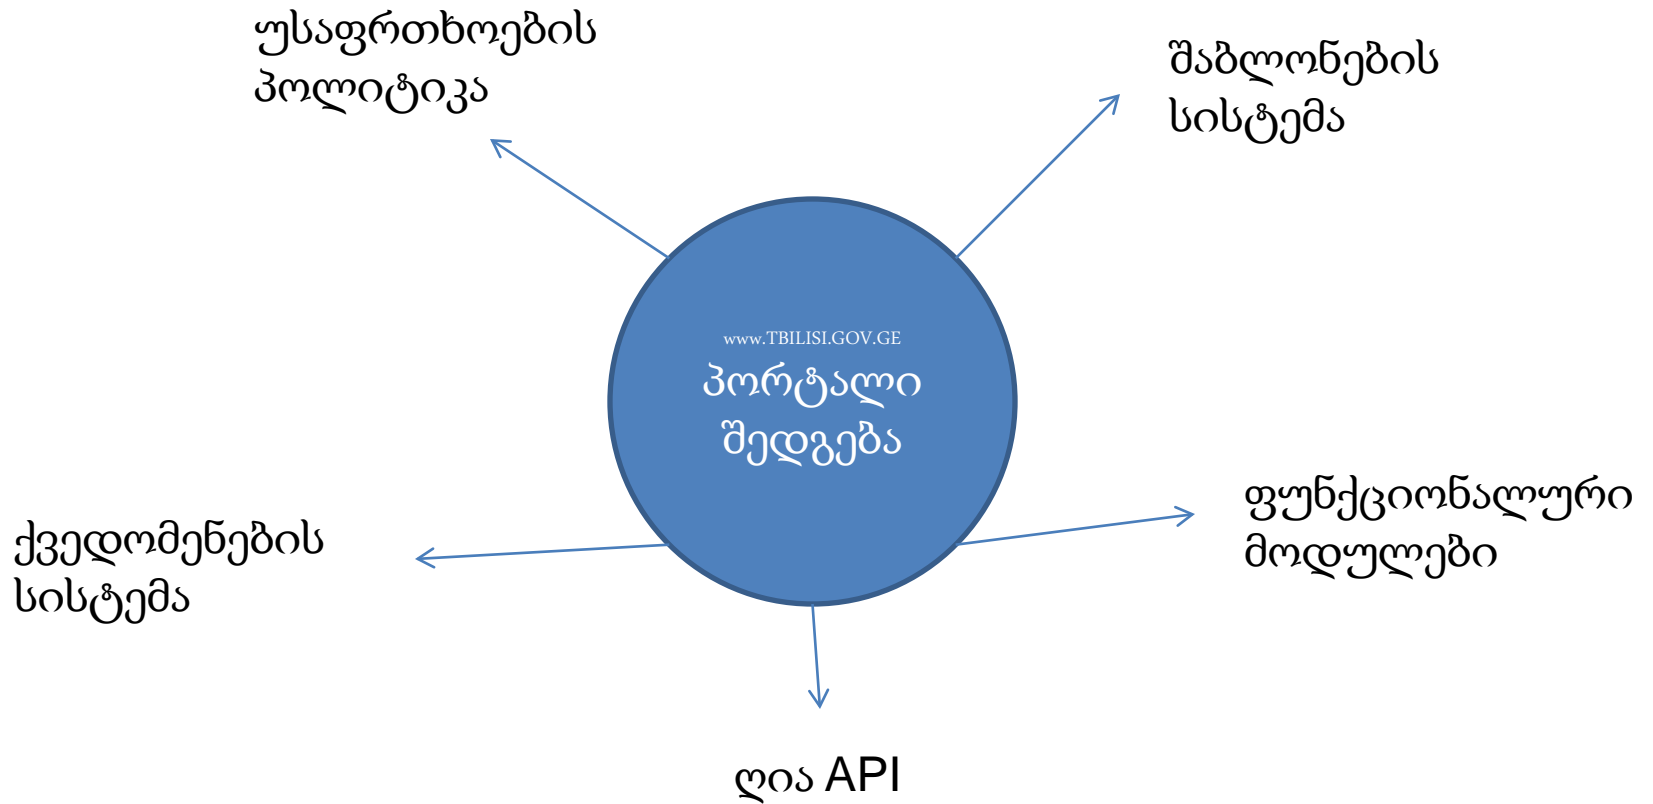 უსაფრთხოების
პოლიტიკა
შაბლონების
სისტემა
www.TBILISI.GOV.GE
პორტალი
შედგება
ქვედომენების
სისტემა
ფუნქციონალური
მოდულები
ღია API